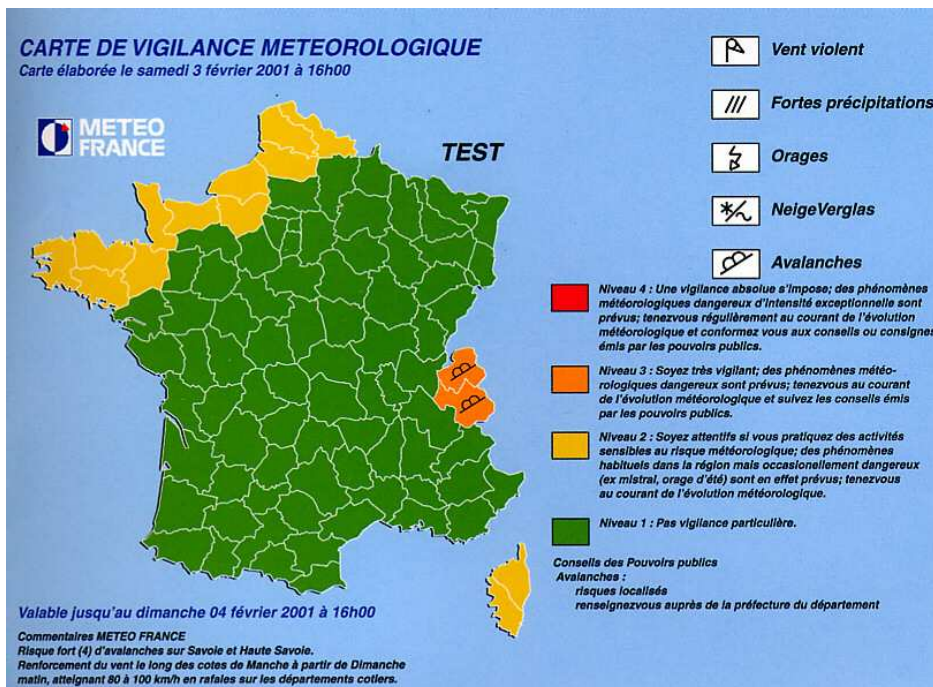 CARTE DE VIGILANCE METEOROLOGIQUE
Carte élaborée le samedi 3 février 2001 à 16h00
METEO
FRANCE
TEST
Vent violent
Fortes précipitations
Orages
NeigeVerglas
Avalanches
Niveau 4 : Une vigilance absolue s'impose; des phénomènes
météorologiques dangereux d'intensité exceptionnelle sont
prévus; tenezvous régulièrement au courant de l'évolution
météorologique et conformez vous aux conseils ou consignes
émis par les pouvoirs publics.
Niveau 3 : Soyez très vigilant; des phénomènes météo-
rologiques dangereux sont prévus; tenezvous au courant
de l'évolution météorologique et suivez les conseils émis
par les pouvoirs publics.
Niveau 2 : Soyez attentifs si vous pratiquez des activités
sensibles au risque météorologique; des phénomènes
habituels dans la région mais occasionellement dangereux
(ex mistral, orage d'été) sont en effet prévus; tenezvous
au courant de l'évolution météorologique.
Niveau 1 : Pas vigilance particulière.
Conseils des Pouvoirs publics
Avalanches :
risques localisés
renseignezvous auprès de la préfecture du département
Valable jusqu'au dimanche 04 février 2001 à 16h00
Commentaires METEO FRANCE
Risque fort (4) d'avalanches sur Savoie et Haute Savoie.
Renforcement du vent le long des cotes de Manche à partir de Dimanche
matin, atteignant 80 à 100 km/h en rafales sur les départements cotiers.